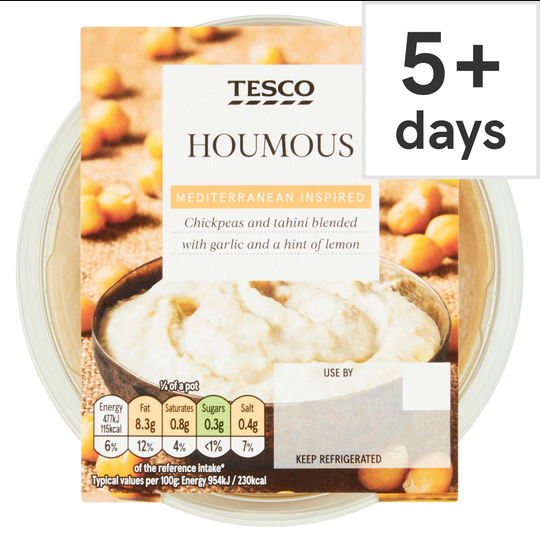 5+
days
TESCO
HOUMOUS
MEDITERRANEAN INSPIRED
Chickpeas and tahini blended
with garlic and a hint of lemon
USE BY
KEEP REFRIGERATED
¼ of a pot
Energy
477kJ
115kcal
6%
Fat
8.3g
12%
Saturates
0.8g
4%
Sugars
0.3g
<1%
Salt
0.4g
7%
of the reference intake*
Typical values per 100g: Energy 954kJ / 230kcal